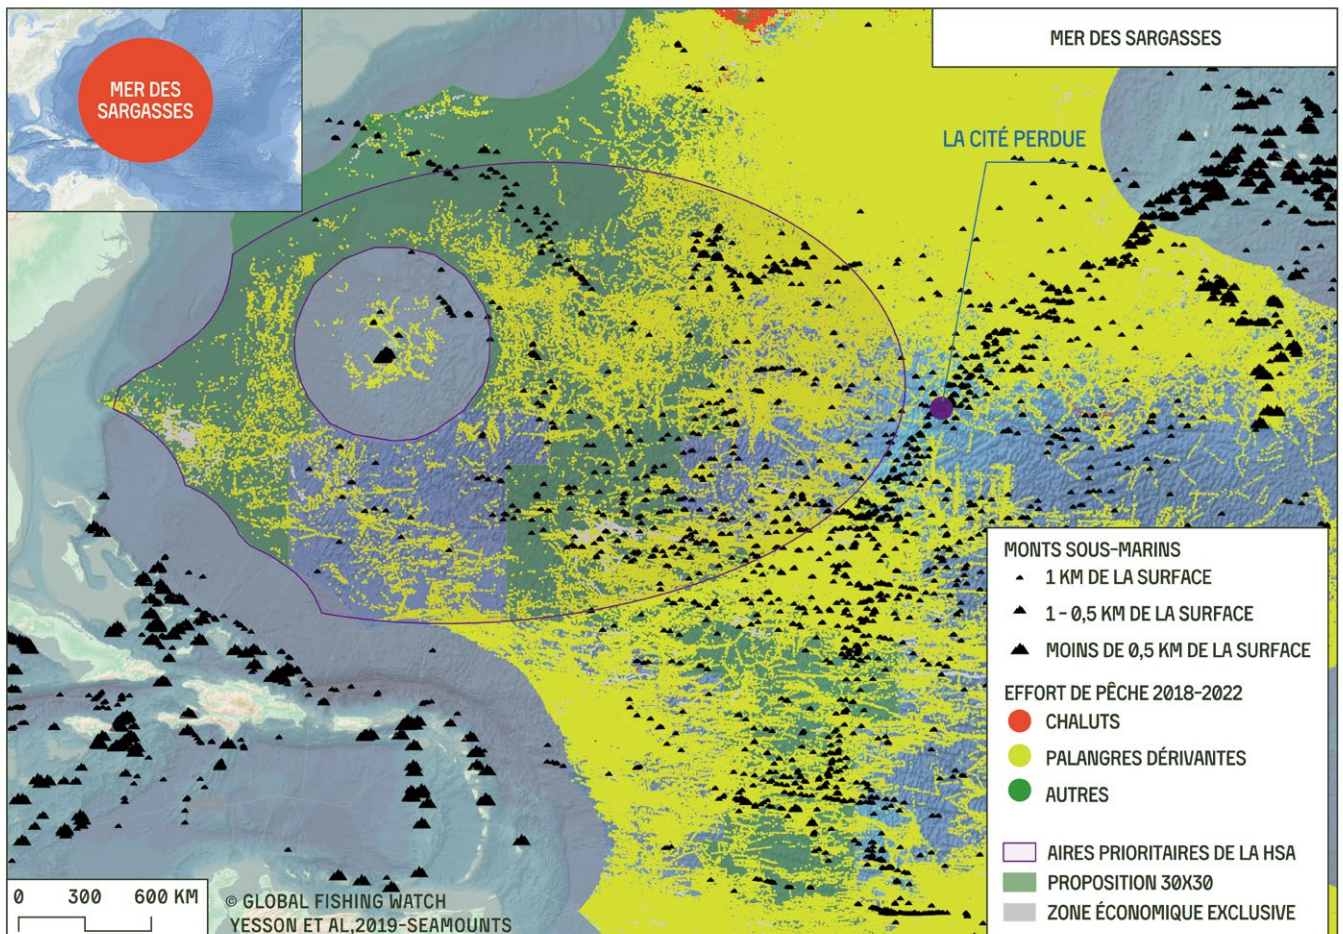 MER DES SARGASSES
MER DES
SARGASSES
LA CITÉ PERDUE
MONTS SOUS-MARINS
1 KM DE LA SURFACE
1 - 0,5 KM DE LA SURFACE
MOINS DE 0,5 KM DE LA SURFACE
EFFORT DE PÊCHE 2018-2022
CHALUTS
PALANGRES DÉRIVANTES
AUTRES
AIRES PRIORITAIRES DE LA HSA
PROPOSITION 30X30
ZONE ÉCONOMIQUE EXCLUSIVE
0 300 600 KM
© GLOBAL FISHING WATCH
YESSON ET AL,2019-SEAMOUNTS